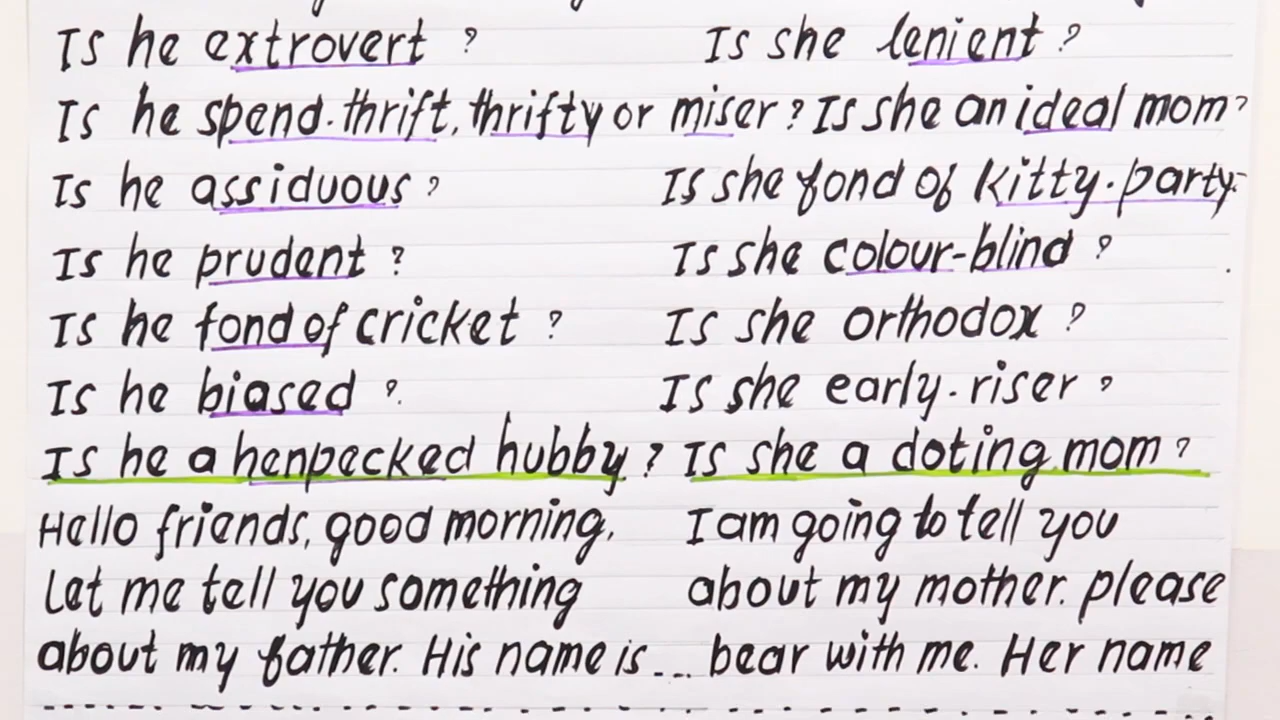 Is he extrovert ?
Is he spend.thrift, thrifty or miser ?
Is he assiduous ?
Is he prudent ?
Is he fond of cricket ?
Is he biased ?
Is he a henpecked hubby ?
Hello friends, good morning,
Let me tell you something
about my father. His name is ...
Is she lenient ?
Is she an ideal mom?
Is she fond of kitty.party
Is she colour-blind ?
Is she orthodox ?
Is she early.riser ?
Is she a doting mom ?
I am going to tell you
about my mother. please
bear with me. Her name